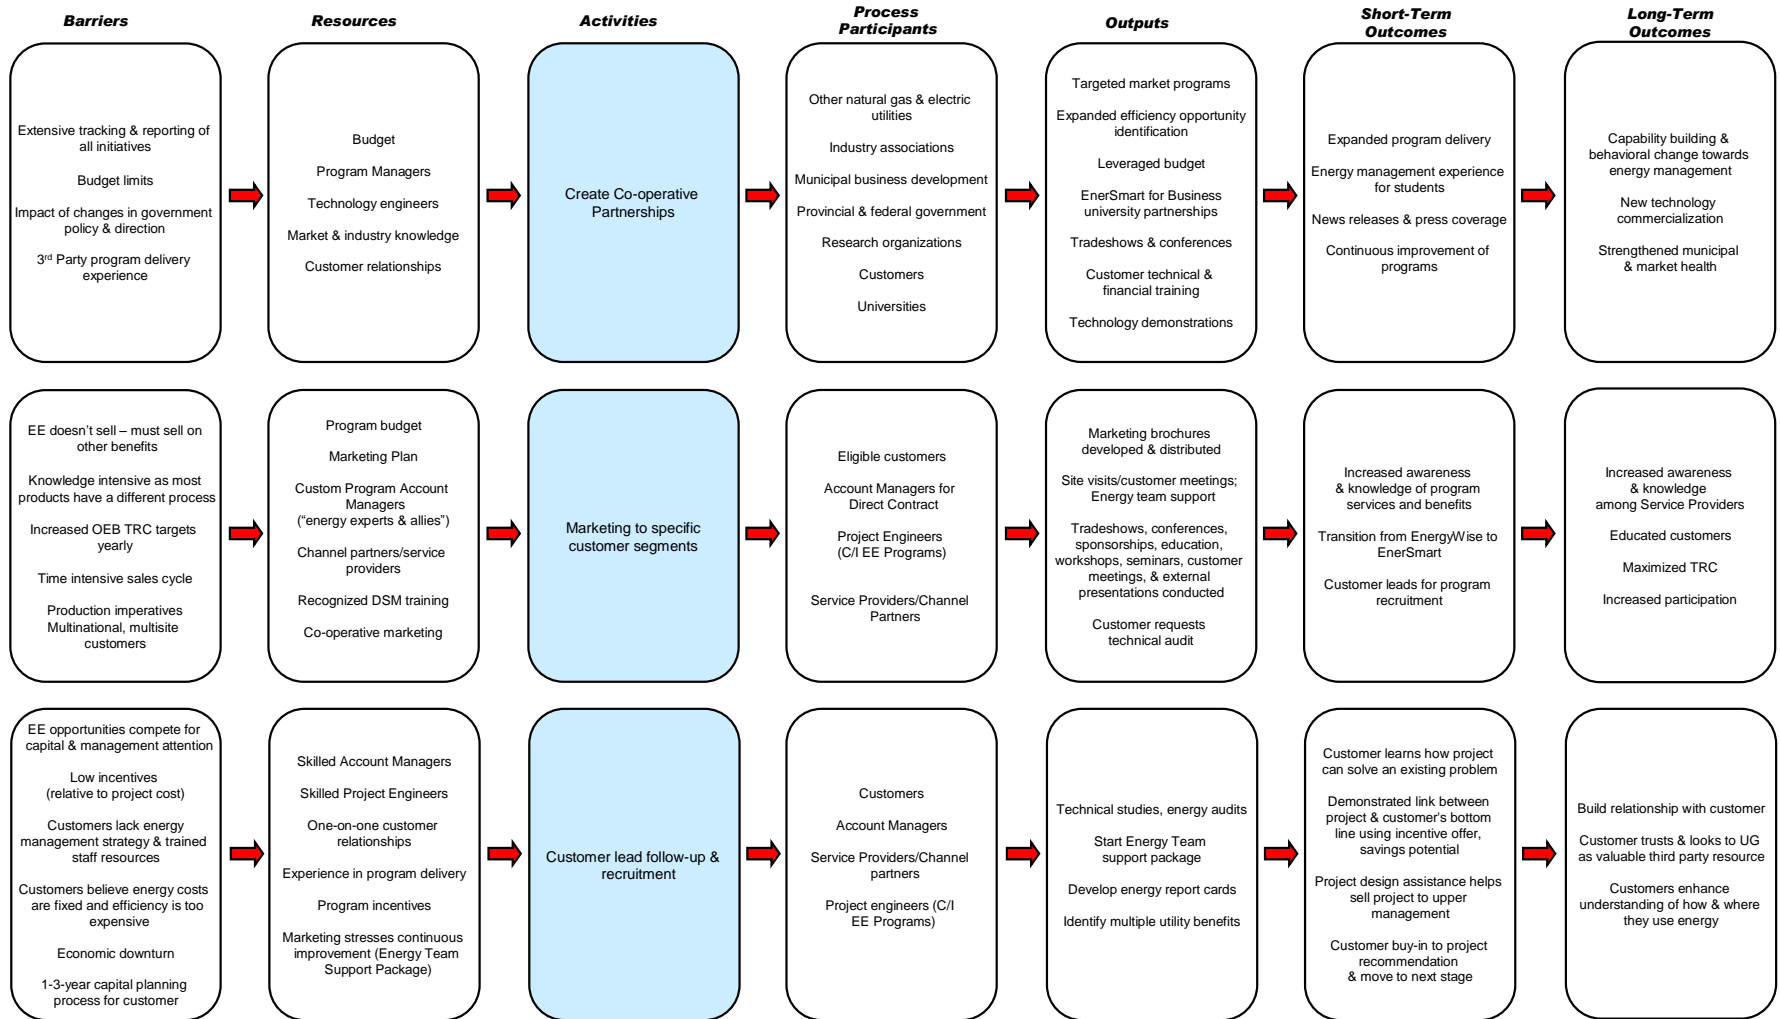 Barriers
Resources
Activities
Process
Participants
Outputs
Short-Term
Outcomes
Long-Term
Outcomes
Extensive tracking & reporting of
all initiatives
Budget limits
Impact of changes in government
policy & direction
3rd Party program delivery
experience
Budget
Program Managers
Technology engineers
Market & industry knowledge
Customer relationships
Create Co-operative
Partnerships
Other natural gas & electric
utilities
Industry associations
Municipal business development
Provincial & federal government
Research organizations
Customers
Universities
Targeted market programs
Expanded efficiency opportunity
identification
Leveraged budget
EnerSmart for Business
university partnerships
Tradeshows & conferences
Customer technical &
financial training
Technology demonstrations
Expanded program delivery
Energy management experience
for students
News releases & press coverage
Continuous improvement of
programs
Capability building &
behavioral change towards
energy management
New technology
commercialization
Strengthened municipal
& market health
EE doesn’t sell – must sell on
other benefits
Knowledge intensive as most
products have a different process
Increased OEB TRC targets
yearly
Time intensive sales cycle
Production imperatives
Multinational, multisite
customers
Program budget
Marketing Plan
Custom Program Account
Managers
(“energy experts & allies”)
Channel partners/service
providers
Recognized DSM training
Co-operative marketing
Marketing to specific
customer segments
Eligible customers
Account Managers for
Direct Contract
Project Engineers
(C/I EE Programs)
Service Providers/Channel
Partners
Marketing brochures
developed & distributed
Site visits/customer meetings;
Energy team support
Tradeshows, conferences,
sponsorships, education,
workshops, seminars, customer
meetings, & external
presentations conducted
Customer requests
technical audit
Increased awareness
& knowledge of program
services and benefits
Transition from EnergyWise to
EnerSmart
Customer leads for program
recruitment
Increased awareness
& knowledge
among Service Providers
Educated customers
Maximized TRC
Increased participation
EE opportunities compete for
capital & management attention
Low incentives
(relative to project cost)
Customers lack energy
management strategy & trained
staff resources
Customers believe energy costs
are fixed and efficiency is too
expensive
Economic downturn
1-3-year capital planning
process for customer
Skilled Account Managers
Skilled Project Engineers
One-on-one customer
relationships
Experience in program delivery
Program incentives
Marketing stresses continuous
improvement (Energy Team
Support Package)
Customer lead follow-up &
recruitment
Customers
Account Managers
Service Providers/Channel
partners
Project engineers (C/I
EE Programs)
Technical studies, energy audits
Start Energy Team
support package
Develop energy report cards
Identify multiple utility benefits
Customer learns how project
can solve an existing problem
Demonstrated link between
project & customer’s bottom
line using incentive offer,
savings potential
Project design assistance helps
sell project to upper
management
Customer buy-in to project
recommendation
& move to next stage
Build relationship with customer
Customer trusts & looks to UG
as valuable third party resource
Customers enhance
understanding of how & where
they use energy